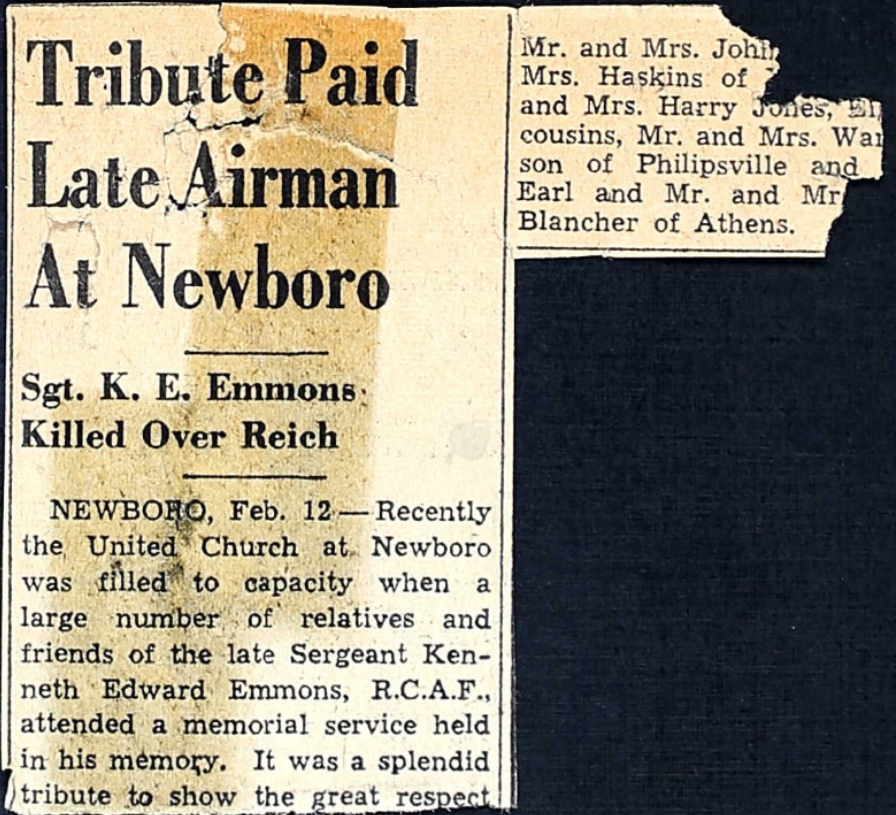 Tribute Paid
Late Airman
At Newboro
Sgt. K. E. Emmons
Killed Over Reich
NEWBORO, Feb. 12 — Recently
the United Church at Newboro
was filled to capacity when a
large number of relatives and
friends of the late Sergeant Ken-
neth Edward Emmons, R.C.A.F.,
attended a memorial service held
in his memory. It was a splendid
tribute to show the great respect
Mr. and Mrs.
Mrs. Haskins of
and Mrs. Harry Jones,
cousins, Mr. and Mrs.
son of Philipsville and
Earl and Mr. and
Blancher of Athens.